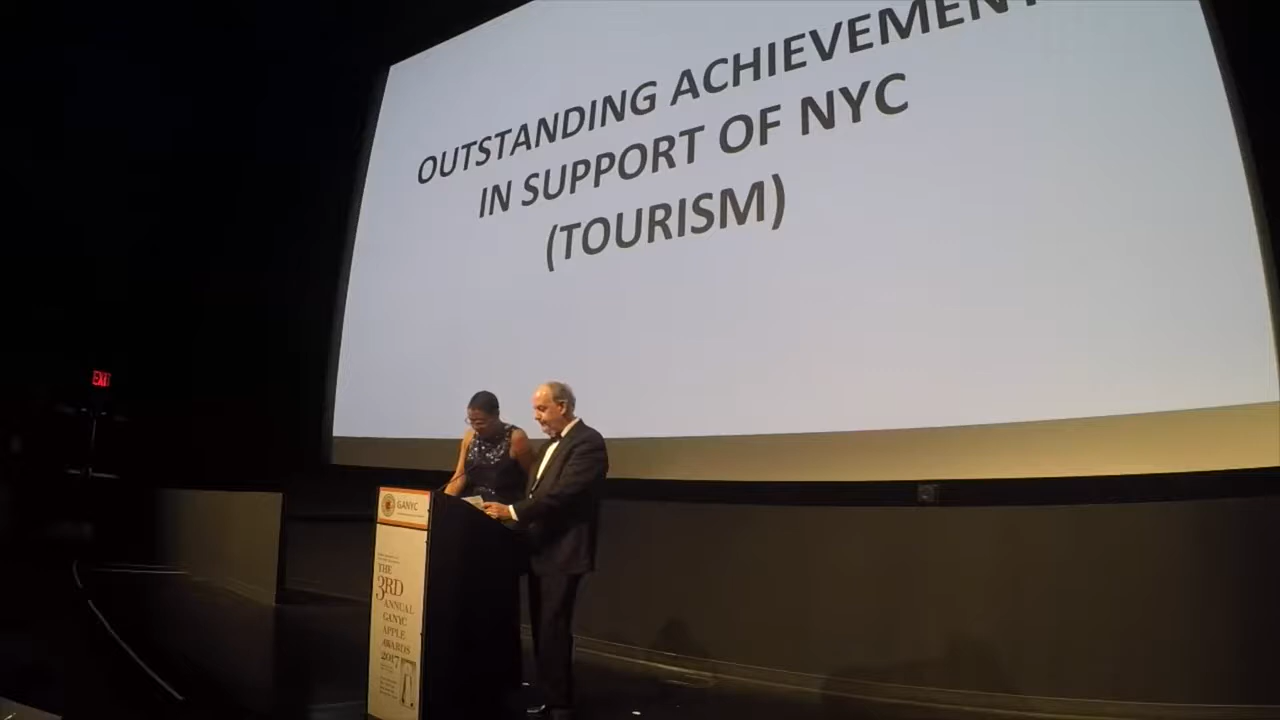 OUTSTANDING ACHIEVEMENT
IN SUPPORT OF NYC
(TOURISM)
EXIT
GANYC
THE
3RD
ANNUAL
GANYC
APPLE
AWARDS
2017